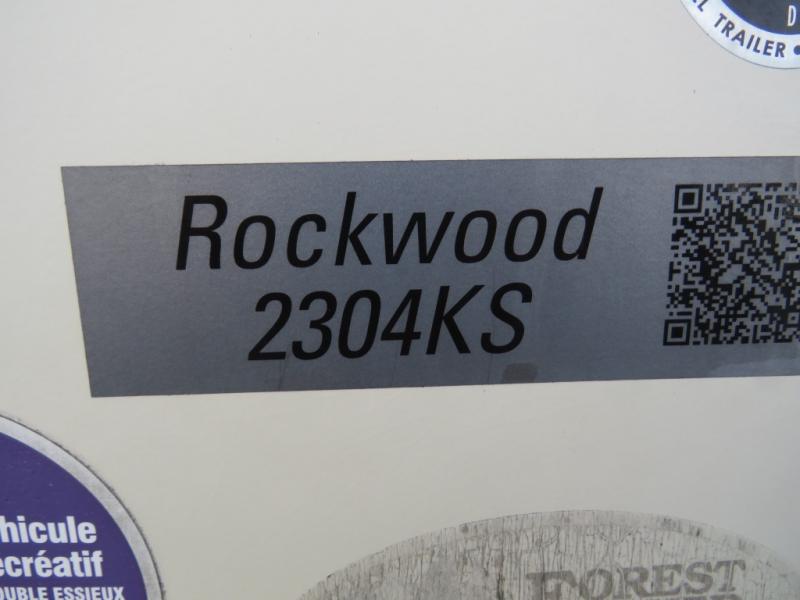 TRAILER •
Rockwood
2304KS
hicule
écréatif
OUBLE ESSIEUX
FOREST